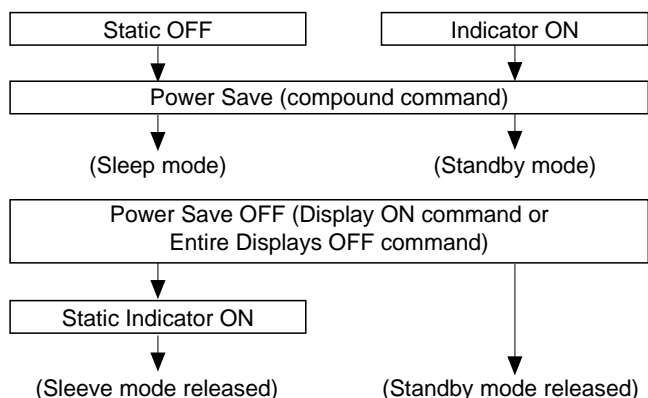 Static OFF
Indicator ON
Power Save (compound command)
(Sleep mode)
(Standby mode)
Power Save OFF (Display ON command or
Entire Displays OFF command)
Static Indicator ON
(Sleeve mode released)
(Standby mode released)